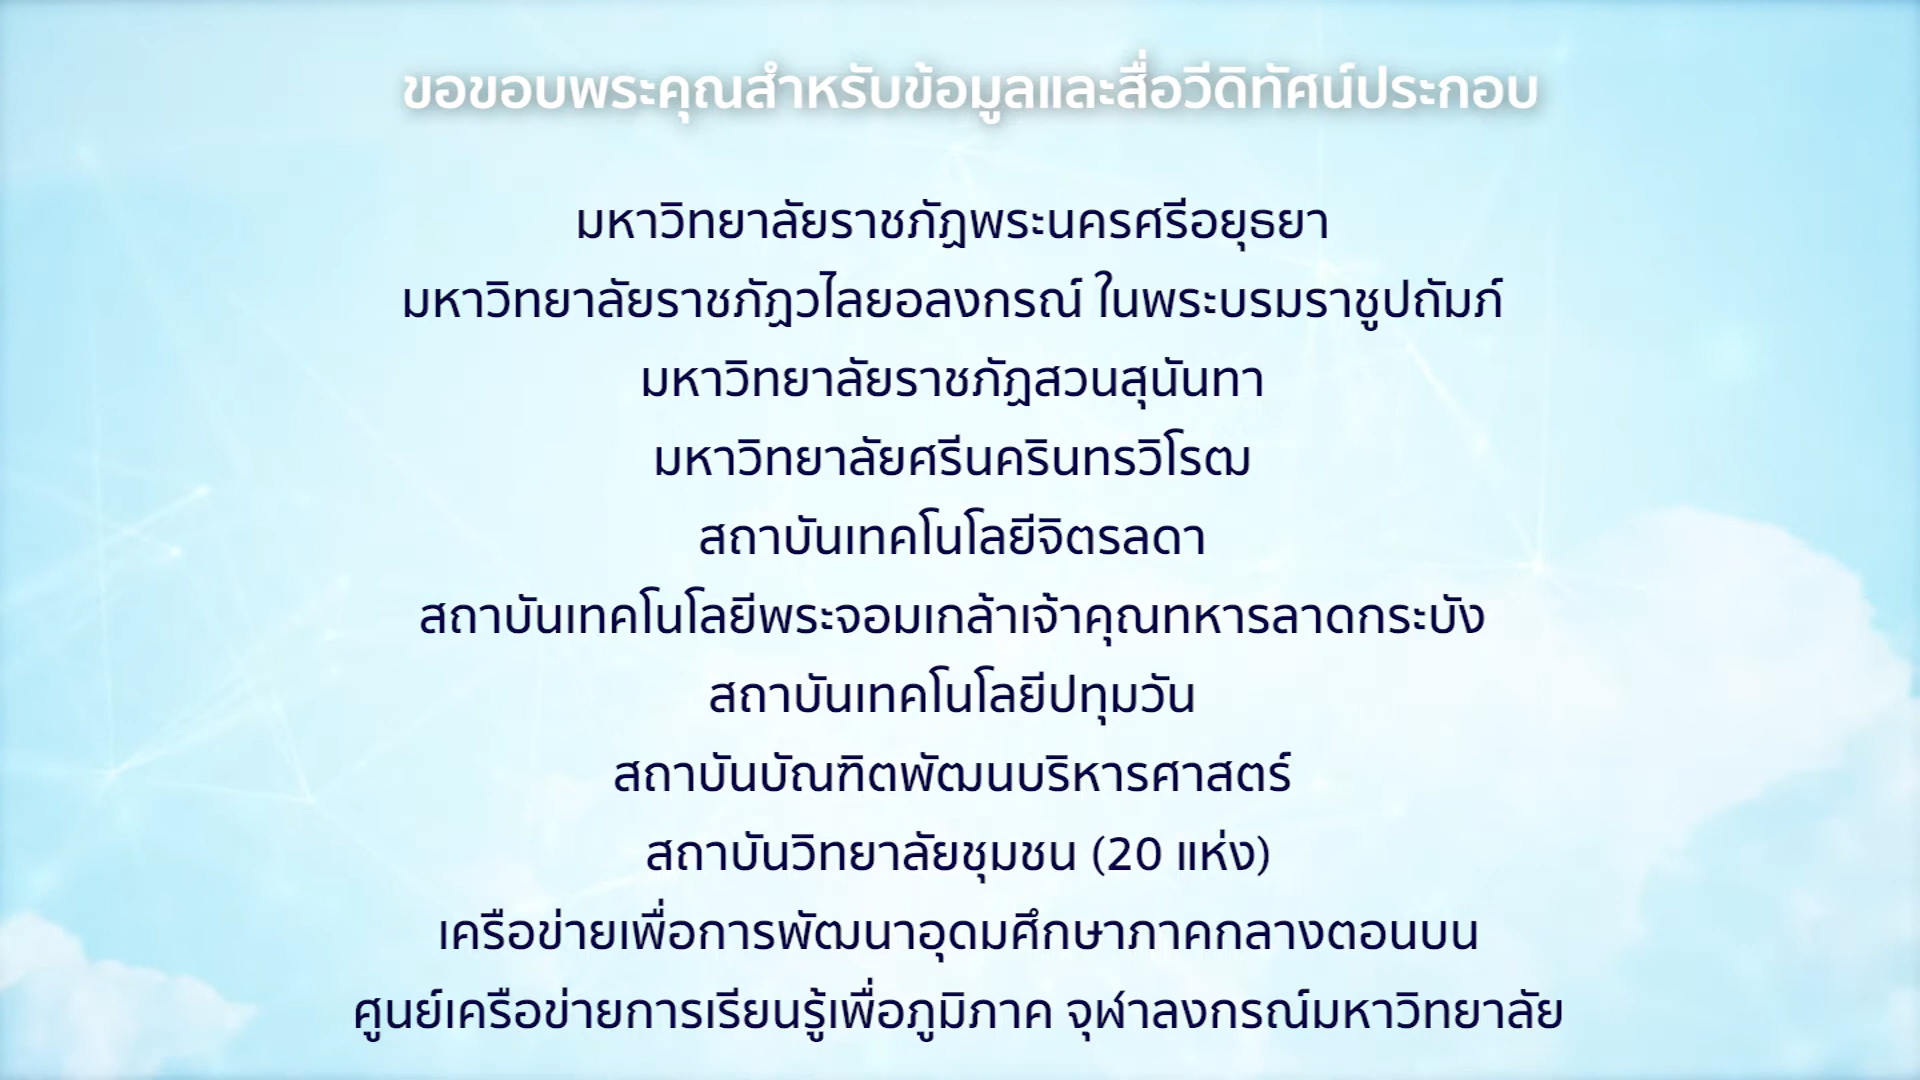 ขอขอบพระคุณสำหรับข้อมูลและสื่อวีดิทัศน์ประกอบ
มหาวิทยาลัยราชภัฏพระนครศรีอยุธยา
มหาวิทยาลัยราชภัฏวไลยอลงกรณ์ ในพระบรมราชูปถัมภ์
มหาวิทยาลัยราชภัฏสวนสุนันทา
มหาวิทยาลัยศรีนครินทรวิโรฒ
สถาบันเทคโนโลยีจิตรลดา
สถาบันเทคโนโลยีพระจอมเกล้าเจ้าคุณทหารลาดกระบัง
สถาบันเทคโนโลยีปทุมวัน
สถาบันบัณฑิตพัฒนบริหารศาสตร์
สถาบันวิทยาลัยชุมชน (20 แห่ง)
เครือข่ายเพื่อการพัฒนาอุดมศึกษาภาคกลางตอนบน
ศูนย์เครือข่ายการเรียนรู้เพื่อภูมิภาค จุฬาลงกรณ์มหาวิทยาลัย